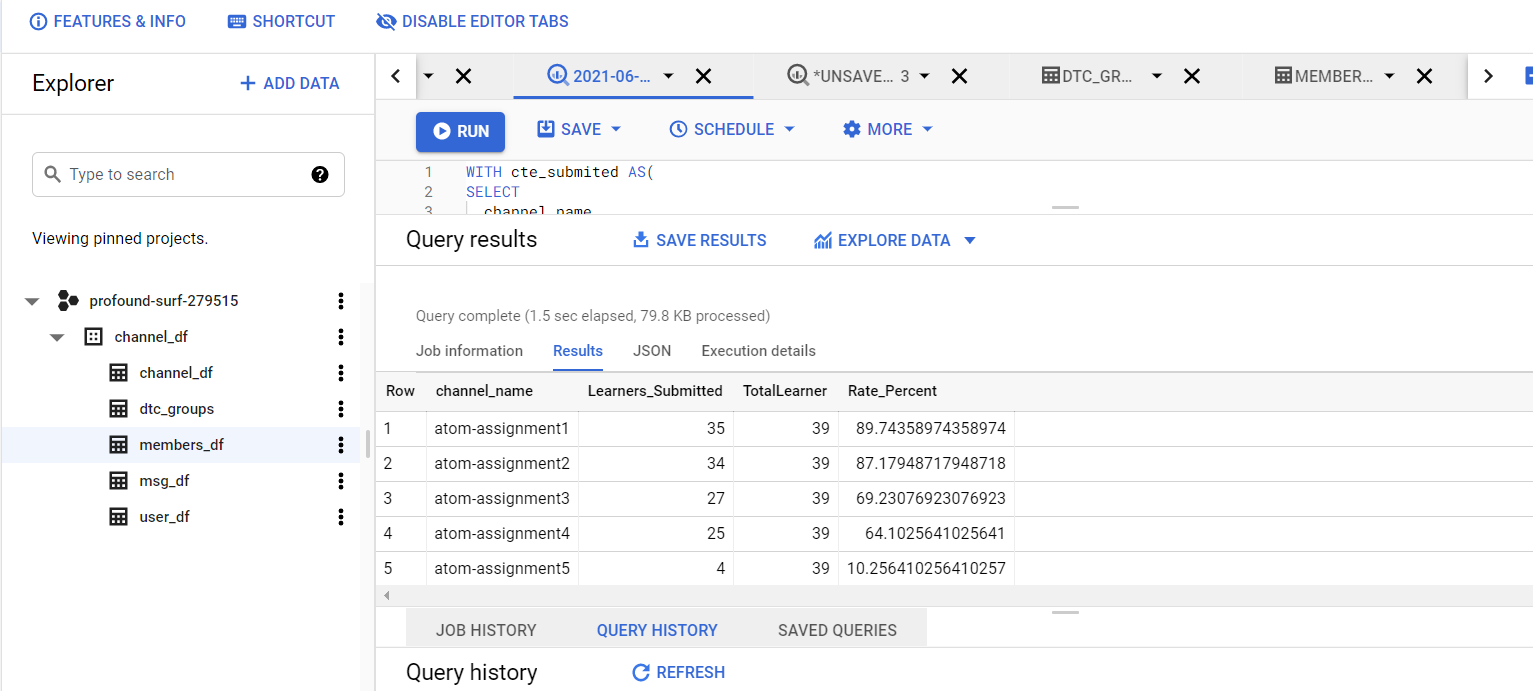 FEATURES & INFO SHORTCUT DISABLE EDITOR TABS
Explorer ADD DATA
2021-06-... *UNSAVE... 3 DTC_GR... MEMBER...
RUN SAVE SCHEDULE MORE
Type to search
1 WITH cte_submited AS(
2 SELECT
3 channel_name
Viewing pinned projects.
Query results SAVE RESULTS EXPLORE DATA
profound-surf-279515
channel_df
channel_df
dtc_groups
members_df
msg_df
user_df
Query complete (1.5 sec elapsed, 79.8 KB processed)
Job information Results JSON Execution details
Row channel_name Learners_Submitted TotalLearner Rate_Percent
1 atom-assignment1 35 39 89.74358974358974
2 atom-assignment2 34 39 87.17948717948718
3 atom-assignment3 27 39 69.23076923076923
4 atom-assignment4 25 39 64.1025641025641
5 atom-assignment5 4 39 10.256410256410257
JOB HISTORY QUERY HISTORY SAVED QUERIES
Query history REFRESH